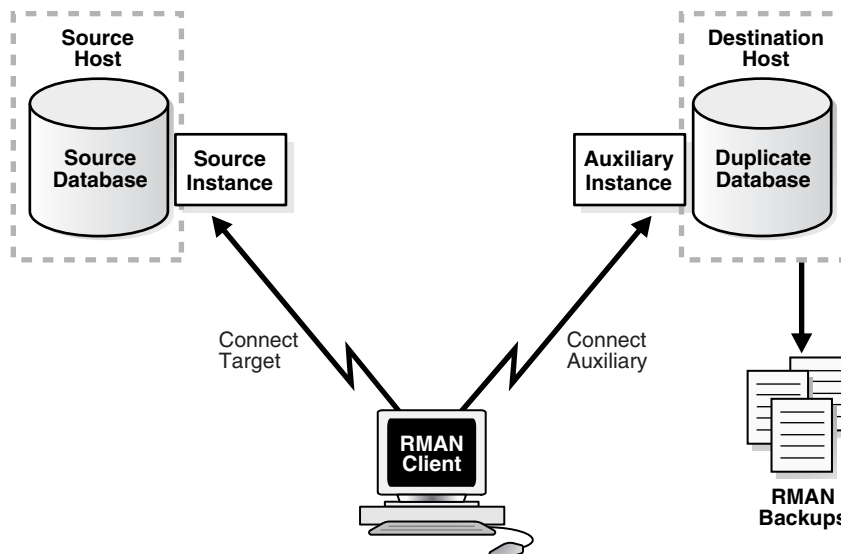 Source
Host
Source
Database
Source
Instance
Destination
Host
Auxiliary
Instance
Duplicate
Database
Connect
Target
Connect
Auxiliary
RMAN
Client
RMAN
Backups